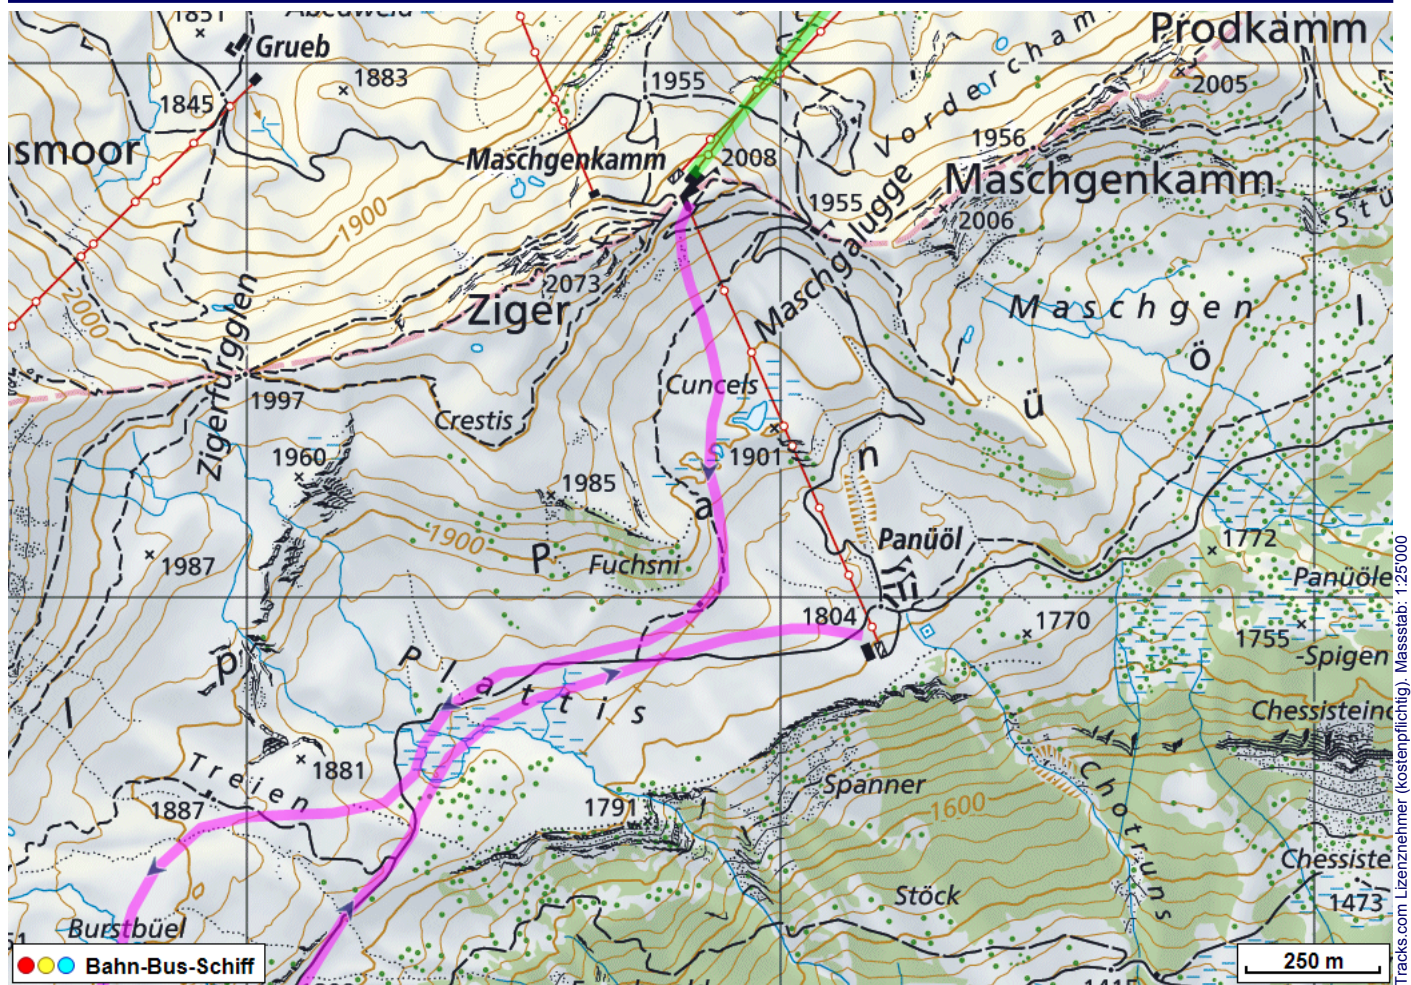 1851
Grueb
Prodkamm
1883
1955
2005
1845
Vorderchamm
smoor
1956
Maschgenkamm
2008
Maschgenkamm
1900
1955
2006
2000
2073
Ziger
Maschgalugge
Maschgen
Zigerfurgglen
Cuncels
ö
l
1997
Crestis
ü
1960
1985
1901
n
1987
1900
P
Fuchsni
a
Panüöl
1772
Panüöle
1804
1770
1755
-Spigen
p
Plattis
l
Chessisteine
Treien
1881
1887
1791
Spanner
1600
Chotruns
Chessiste
Stöck
1473
Burstbüel
Bahn-Bus-Schiff
250 m
1415
Tracks.com Lizenznehmer (kostenpflichtig). Massstab: 1:25'000